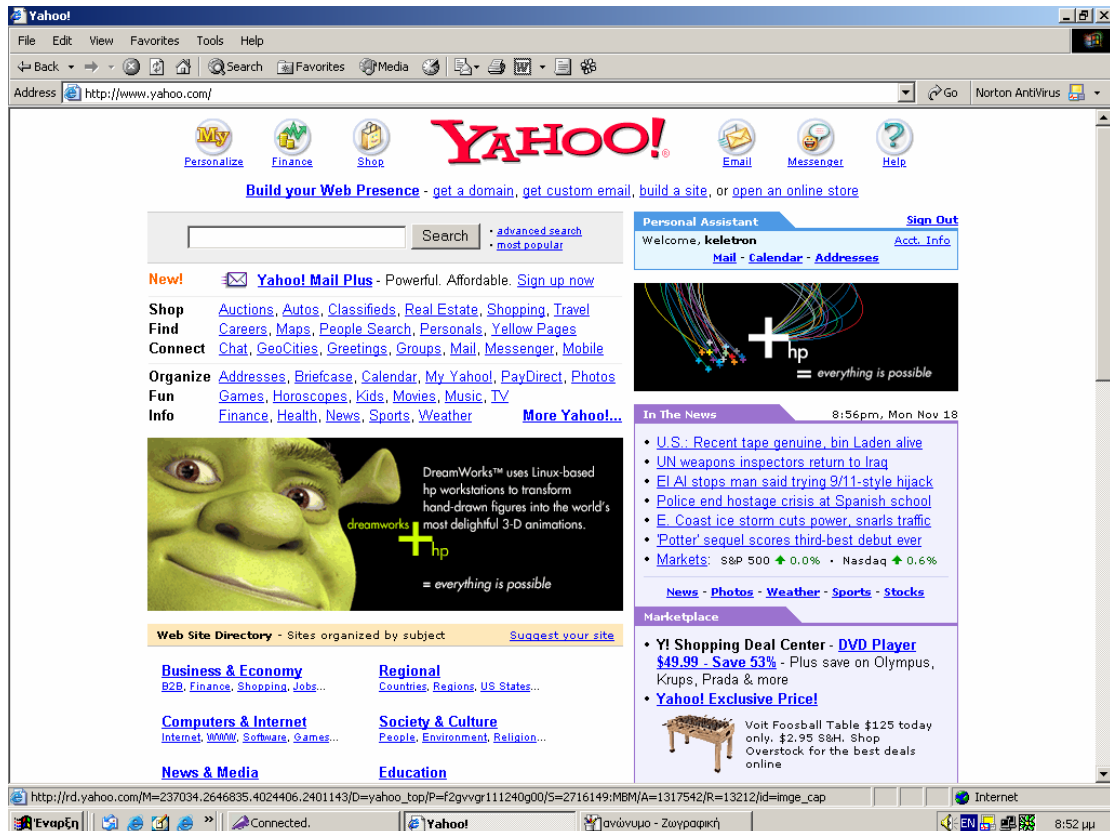 Yahoo!
File Edit View Favorites Tools Help
Back Search Favorites Media
Address http://www.yahoo.com/ Go Norton AntiVirus
My
YAHOO!
Personalize Finance Shop Email Messenger Help
Build your Web Presence - get a domain, get custom email, build a site, or open an online store
Search
• advanced search
• most popular
New! Yahoo! Mail Plus - Powerful. Affordable. Sign up now
Shop Auctions, Autos, Classifieds, Real Estate, Shopping, Travel
Find Careers, Maps, People Search, Personals, Yellow Pages
Connect Chat, GeoCities, Greetings, Groups, Mail, Messenger, Mobile
Organize Addresses, Briefcase, Calendar, My Yahoo!, PayDirect, Photos
Fun Games, Horoscopes, Kids, Movies, Music, TV
Info Finance, Health, News, Sports, Weather More Yahoo!...
DreamWorks™ uses Linux-based
hp workstations to transform
hand-drawn figures into the world's
most delightful 3-D animations.
dreamworks + hp
= everything is possible
Web Site Directory - Sites organized by subject Suggest your site
Business & Economy
B2B, Finance, Shopping, Jobs...
Regional
Countries, Regions, US States...
Computers & Internet
Internet, WWW, Software, Games...
Society & Culture
People, Environment, Religion...
News & Media
Education
Personal Assistant Sign Out
Welcome, keletron Acct. Info
Mail - Calendar - Addresses
+ hp
= everything is possible
In The News 8:56pm, Mon Nov 18
• U.S.: Recent tape genuine, bin Laden alive
• UN weapons inspectors return to Iraq
• El Al stops man said trying 9/11-style hijack
• Police end hostage crisis at Spanish school
• E. Coast ice storm cuts power, snarls traffic
• 'Potter' sequel scores third-best debut ever
• Markets: S&P 500 0.0% • Nasdaq 0.6%
News - Photos - Weather - Sports - Stocks
Marketplace
• Y! Shopping Deal Center - DVD Player
$49.99 - Save 53% - Plus save on Olympus,
Krups, Prada & more
• Yahoo! Exclusive Price!
Voit Foosball Table $125 today
only. $2.95 S&H. Shop
Overstock for the best deals
online
http://rd.yahoo.com/M=237034.2646835.4024406.2401143/D=yahoo_top/P=f2gvvgr111240g00/S=2716149:MBM/A=1317542/R=13212/id=imge_cap Internet
Έναρξη Connected. Yahoo! ανώνυμο - Ζωγραφική EN 8:52 μμ